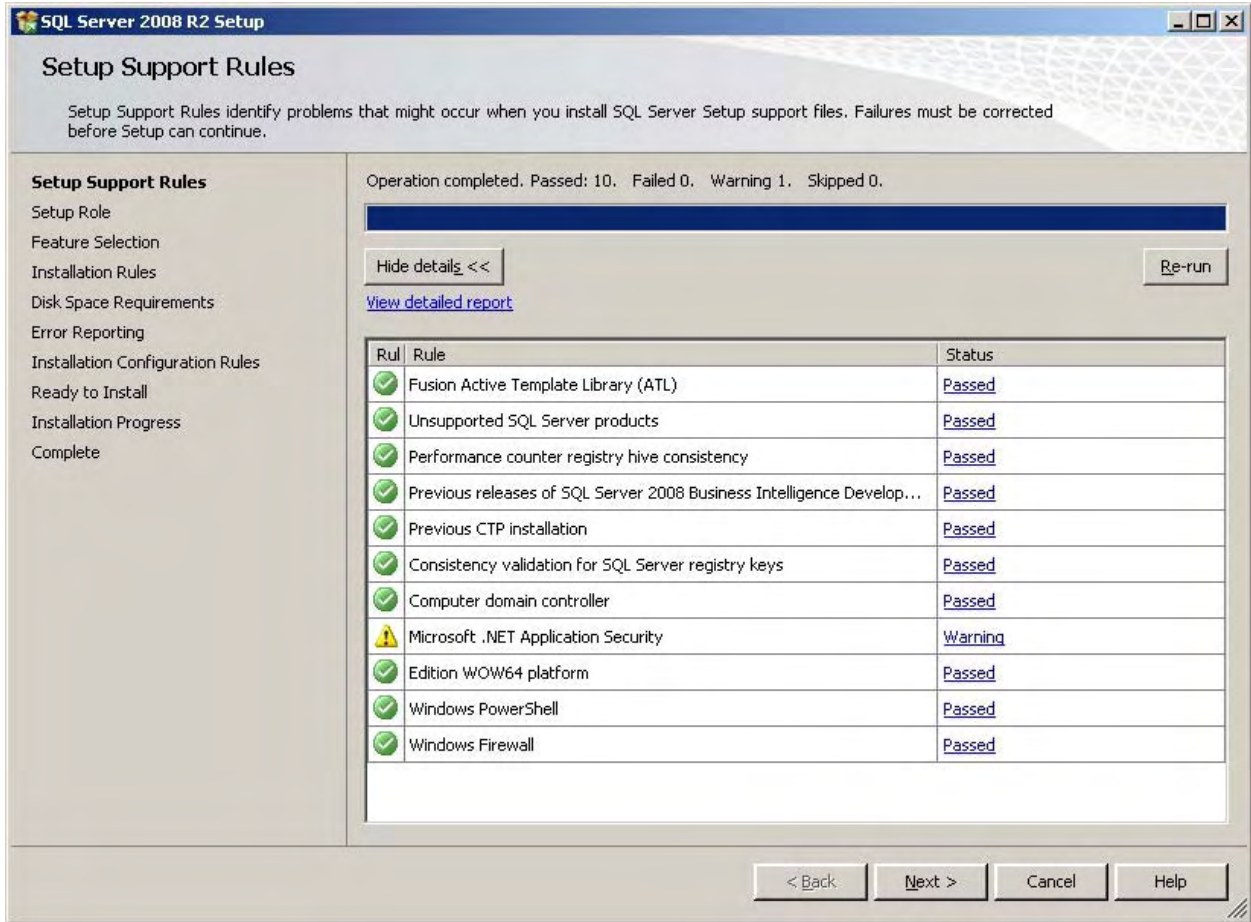 SQL Server 2008 R2 Setup
Setup Support Rules
Setup Support Rules identify problems that might occur when you install SQL Server Setup support files. Failures must be corrected
before Setup can continue.
Setup Support Rules
Setup Role
Feature Selection
Installation Rules
Disk Space Requirements
Error Reporting
Installation Configuration Rules
Ready to Install
Installation Progress
Complete
Operation completed. Passed: 10. Failed 0. Warning 1. Skipped 0.
Hide details <<
Re-run
View detailed report
Rul Rule Status
Fusion Active Template Library (ATL) Passed
Unsupported SQL Server products Passed
Performance counter registry hive consistency Passed
Previous releases of SQL Server 2008 Business Intelligence Develop... Passed
Previous CTP installation Passed
Consistency validation for SQL Server registry keys Passed
Computer domain controller Passed
Microsoft .NET Application Security Warning
Edition WOW64 platform Passed
Windows PowerShell Passed
Windows Firewall Passed
< Back Next > Cancel Help